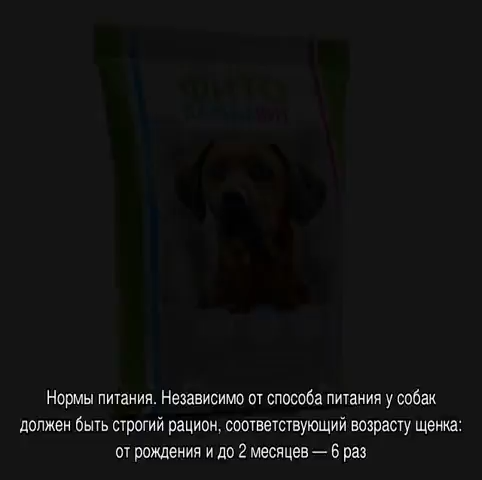 ФИТО
Нормы питания. Независимо от способа питания у собак
должен быть строгий рацион, соответствующий возрасту щенка:
от рождения и до 2 месяцев — 6 раз